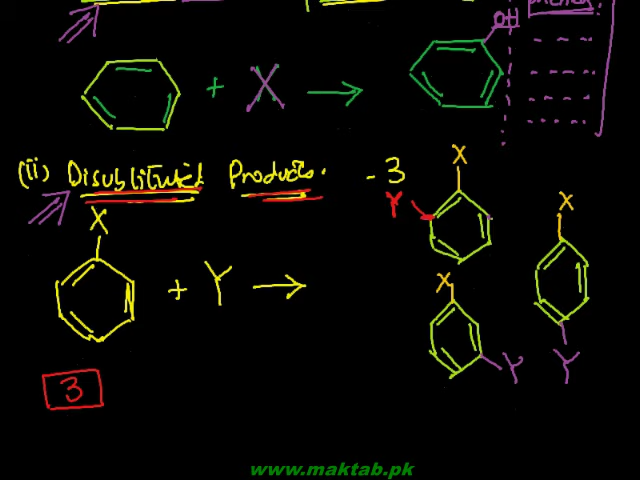 OH
+ X →
(ii) Disubstituted Products. - 3
X
+ Y →
X
Y
X
Y
X
Y
3
www.maktab.pk